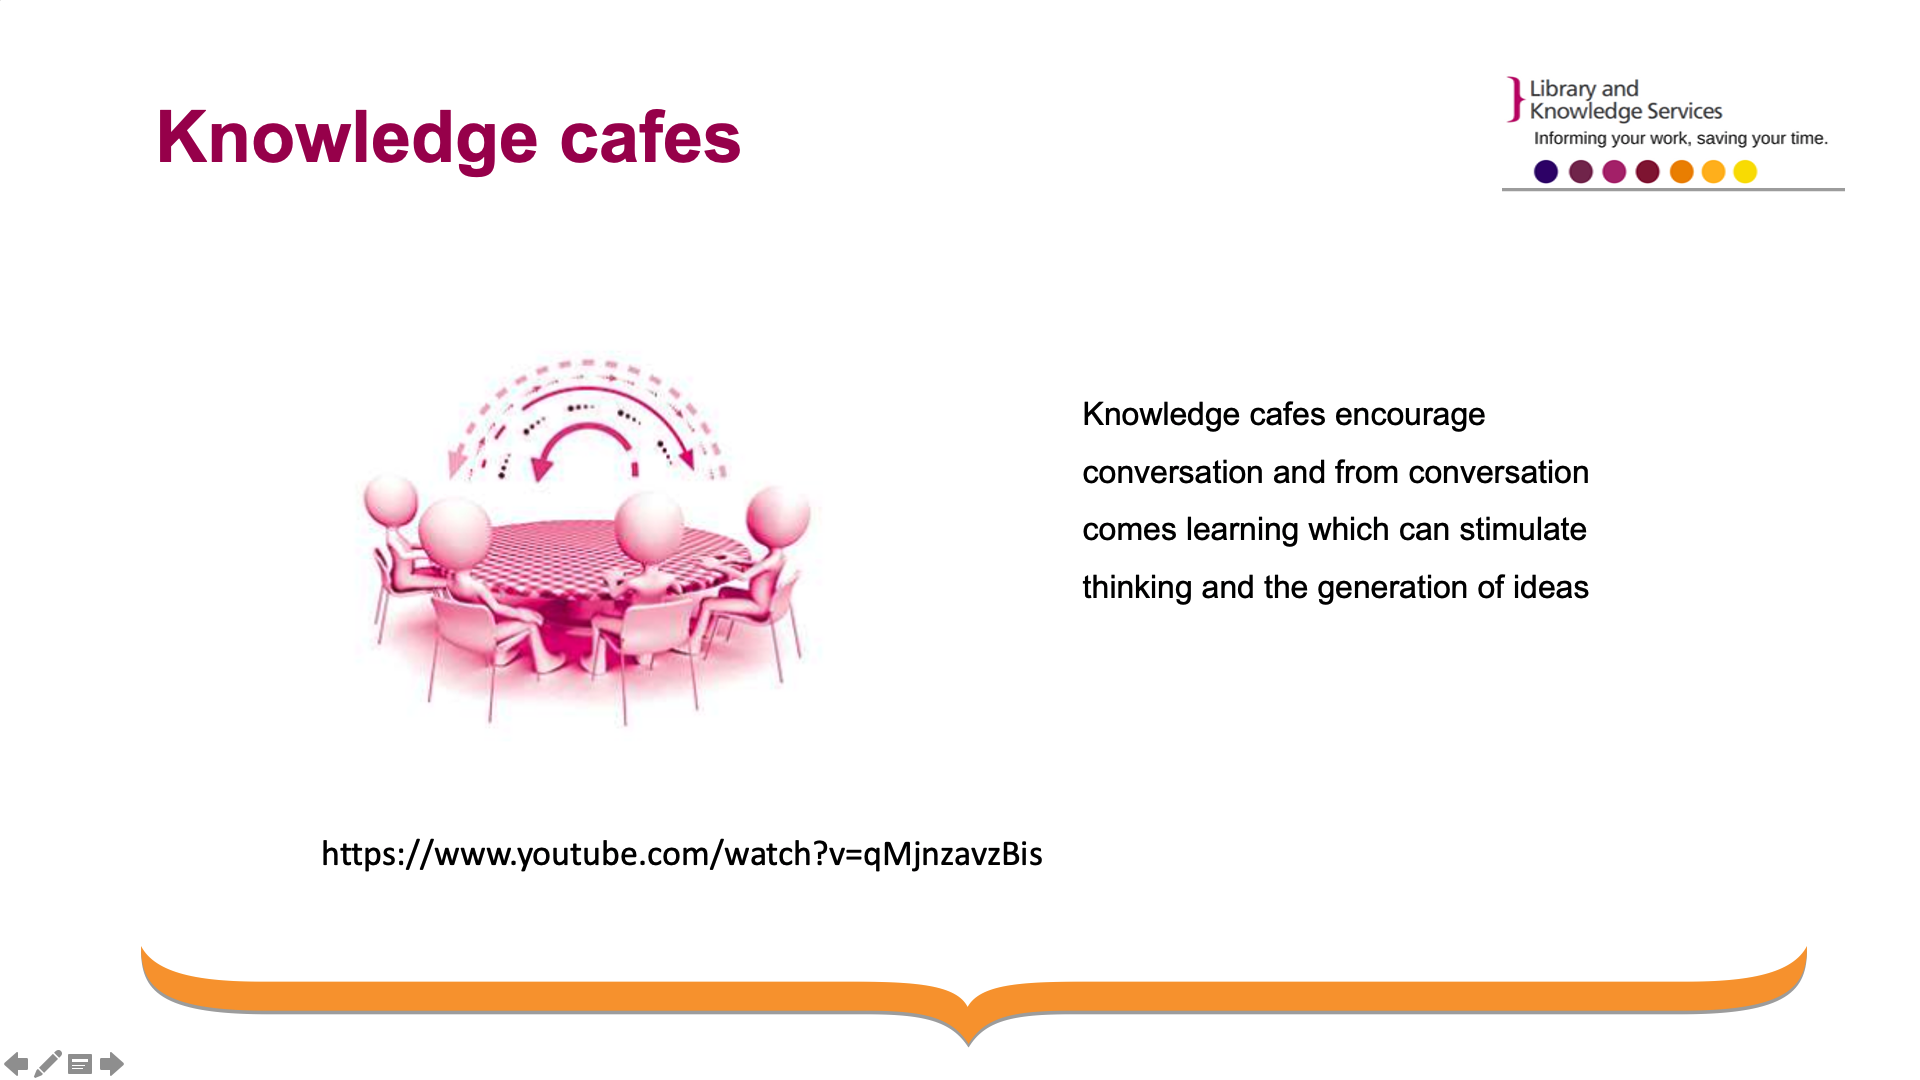 Knowledge cafes
Library and
Knowledge Services
Informing your work, saving your time.
Knowledge cafes encourage
conversation and from conversation
comes learning which can stimulate
thinking and the generation of ideas
https://www.youtube.com/watch?v=qMjnzavzBis